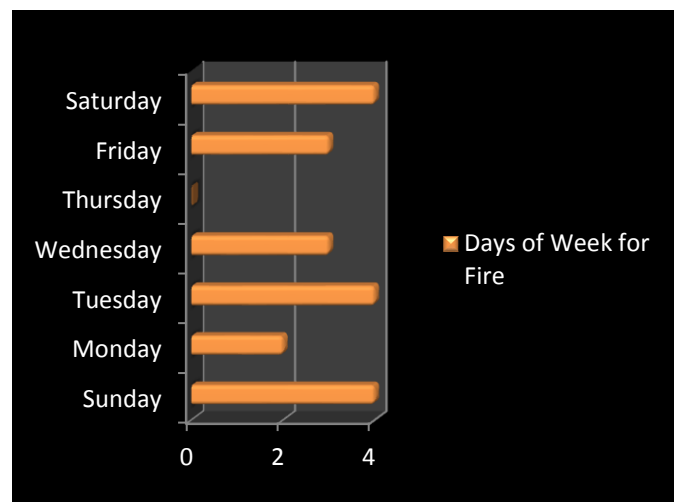 Saturday
Friday
Thursday
Wednesday
Tuesday
Monday
Sunday
0 2 4
Days of Week for
Fire